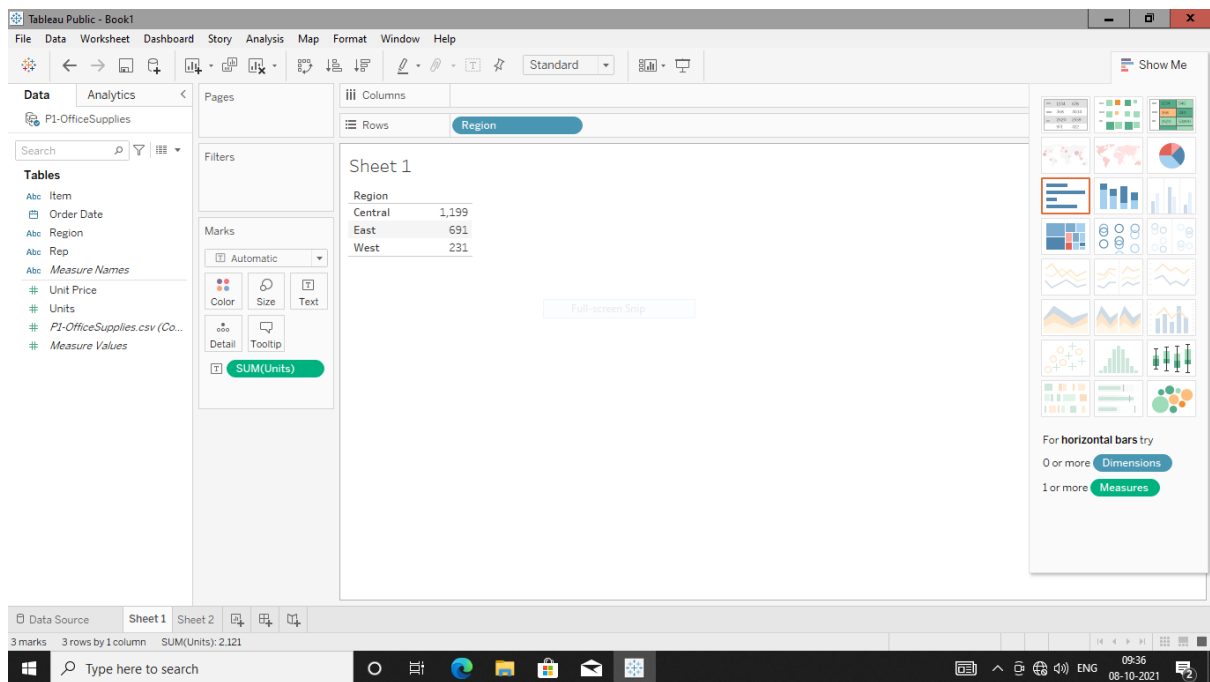 Tableau Public - Book1
File Data Worksheet Dashboard Story Analysis Map Format Window Help
Standard
Show Me
Data Analytics
P1-OfficeSupplies
Search
Tables
Abc Item
Order Date
Abc Region
Abc Rep
Abc Measure Names
# Unit Price
# Units
# P1-OfficeSupplies.csv (Co...
# Measure Values
Pages
Filters
Marks
Automatic
Color Size Text
Detail Tooltip
SUM(Units)
Columns
Rows Region
Sheet 1
Region
Central 1,199
East 691
West 231
Full-screen Snip
For horizontal bars try
0 or more Dimensions
1 or more Measures
Data Source Sheet 1 Sheet 2
3 marks 3 rows by 1 column SUM(Units): 2,121
Type here to search
ENG
09:36
08-10-2021
2